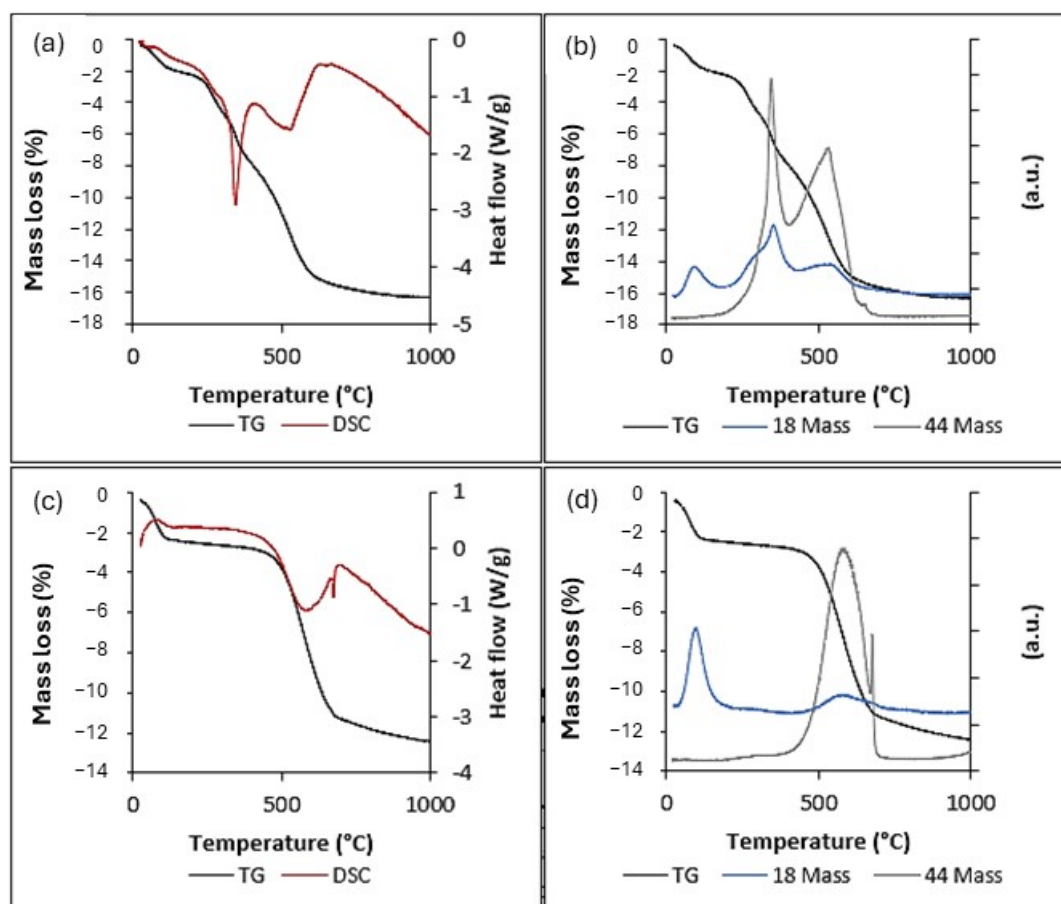 (a)
0
−2
−4
−6
−8
−10
−12
−14
−16
−18
Mass loss (%)
0
-1
-2
-3
-4
-5
Heat flow (W/g)
0 500 1000
Temperature (°C)
TG DSC
(b)
0
−2
−4
−6
−8
−10
−12
−14
−16
−18
Mass loss (%)
(a.u.)
0 500 1000
Temperature (°C)
TG 18 Mass 44 Mass
(c)
0
−2
−4
−6
−8
−10
−12
−14
Mass loss (%)
1
0
-1
-2
-3
-4
Heat flow (W/g)
0 500 1000
Temperature (°C)
TG DSC
(d)
0
−2
−4
−6
−8
−10
−12
−14
Mass loss (%)
(a.u.)
0 500 1000
Temperature (°C)
TG 18 Mass 44 Mass